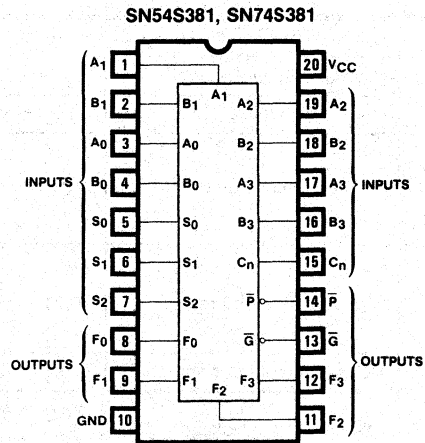 SN54S381, SN74S381
A1 1 20 VCC
B1 2 B1 A1 A2 19 A2
A0 3 A0 B2 18 B2
INPUTS B0 4 B0 A3 17 A3 INPUTS
S0 5 S0 B3 16 B3
S1 6 S1 Cn 15 Cn
S2 7 S2 P̅ 14 P̅
F0 8 F0 G̅ 13 G̅
OUTPUTS F1 9 F1 F2 F3 12 F3 OUTPUTS
GND 10 11 F2